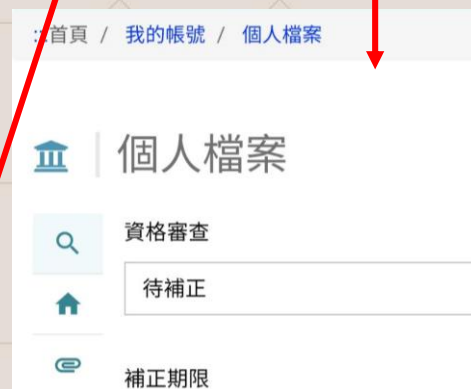 :::首頁 / 我的帳號 / 個人檔案
個人檔案
資格審查
待補正
補正期限